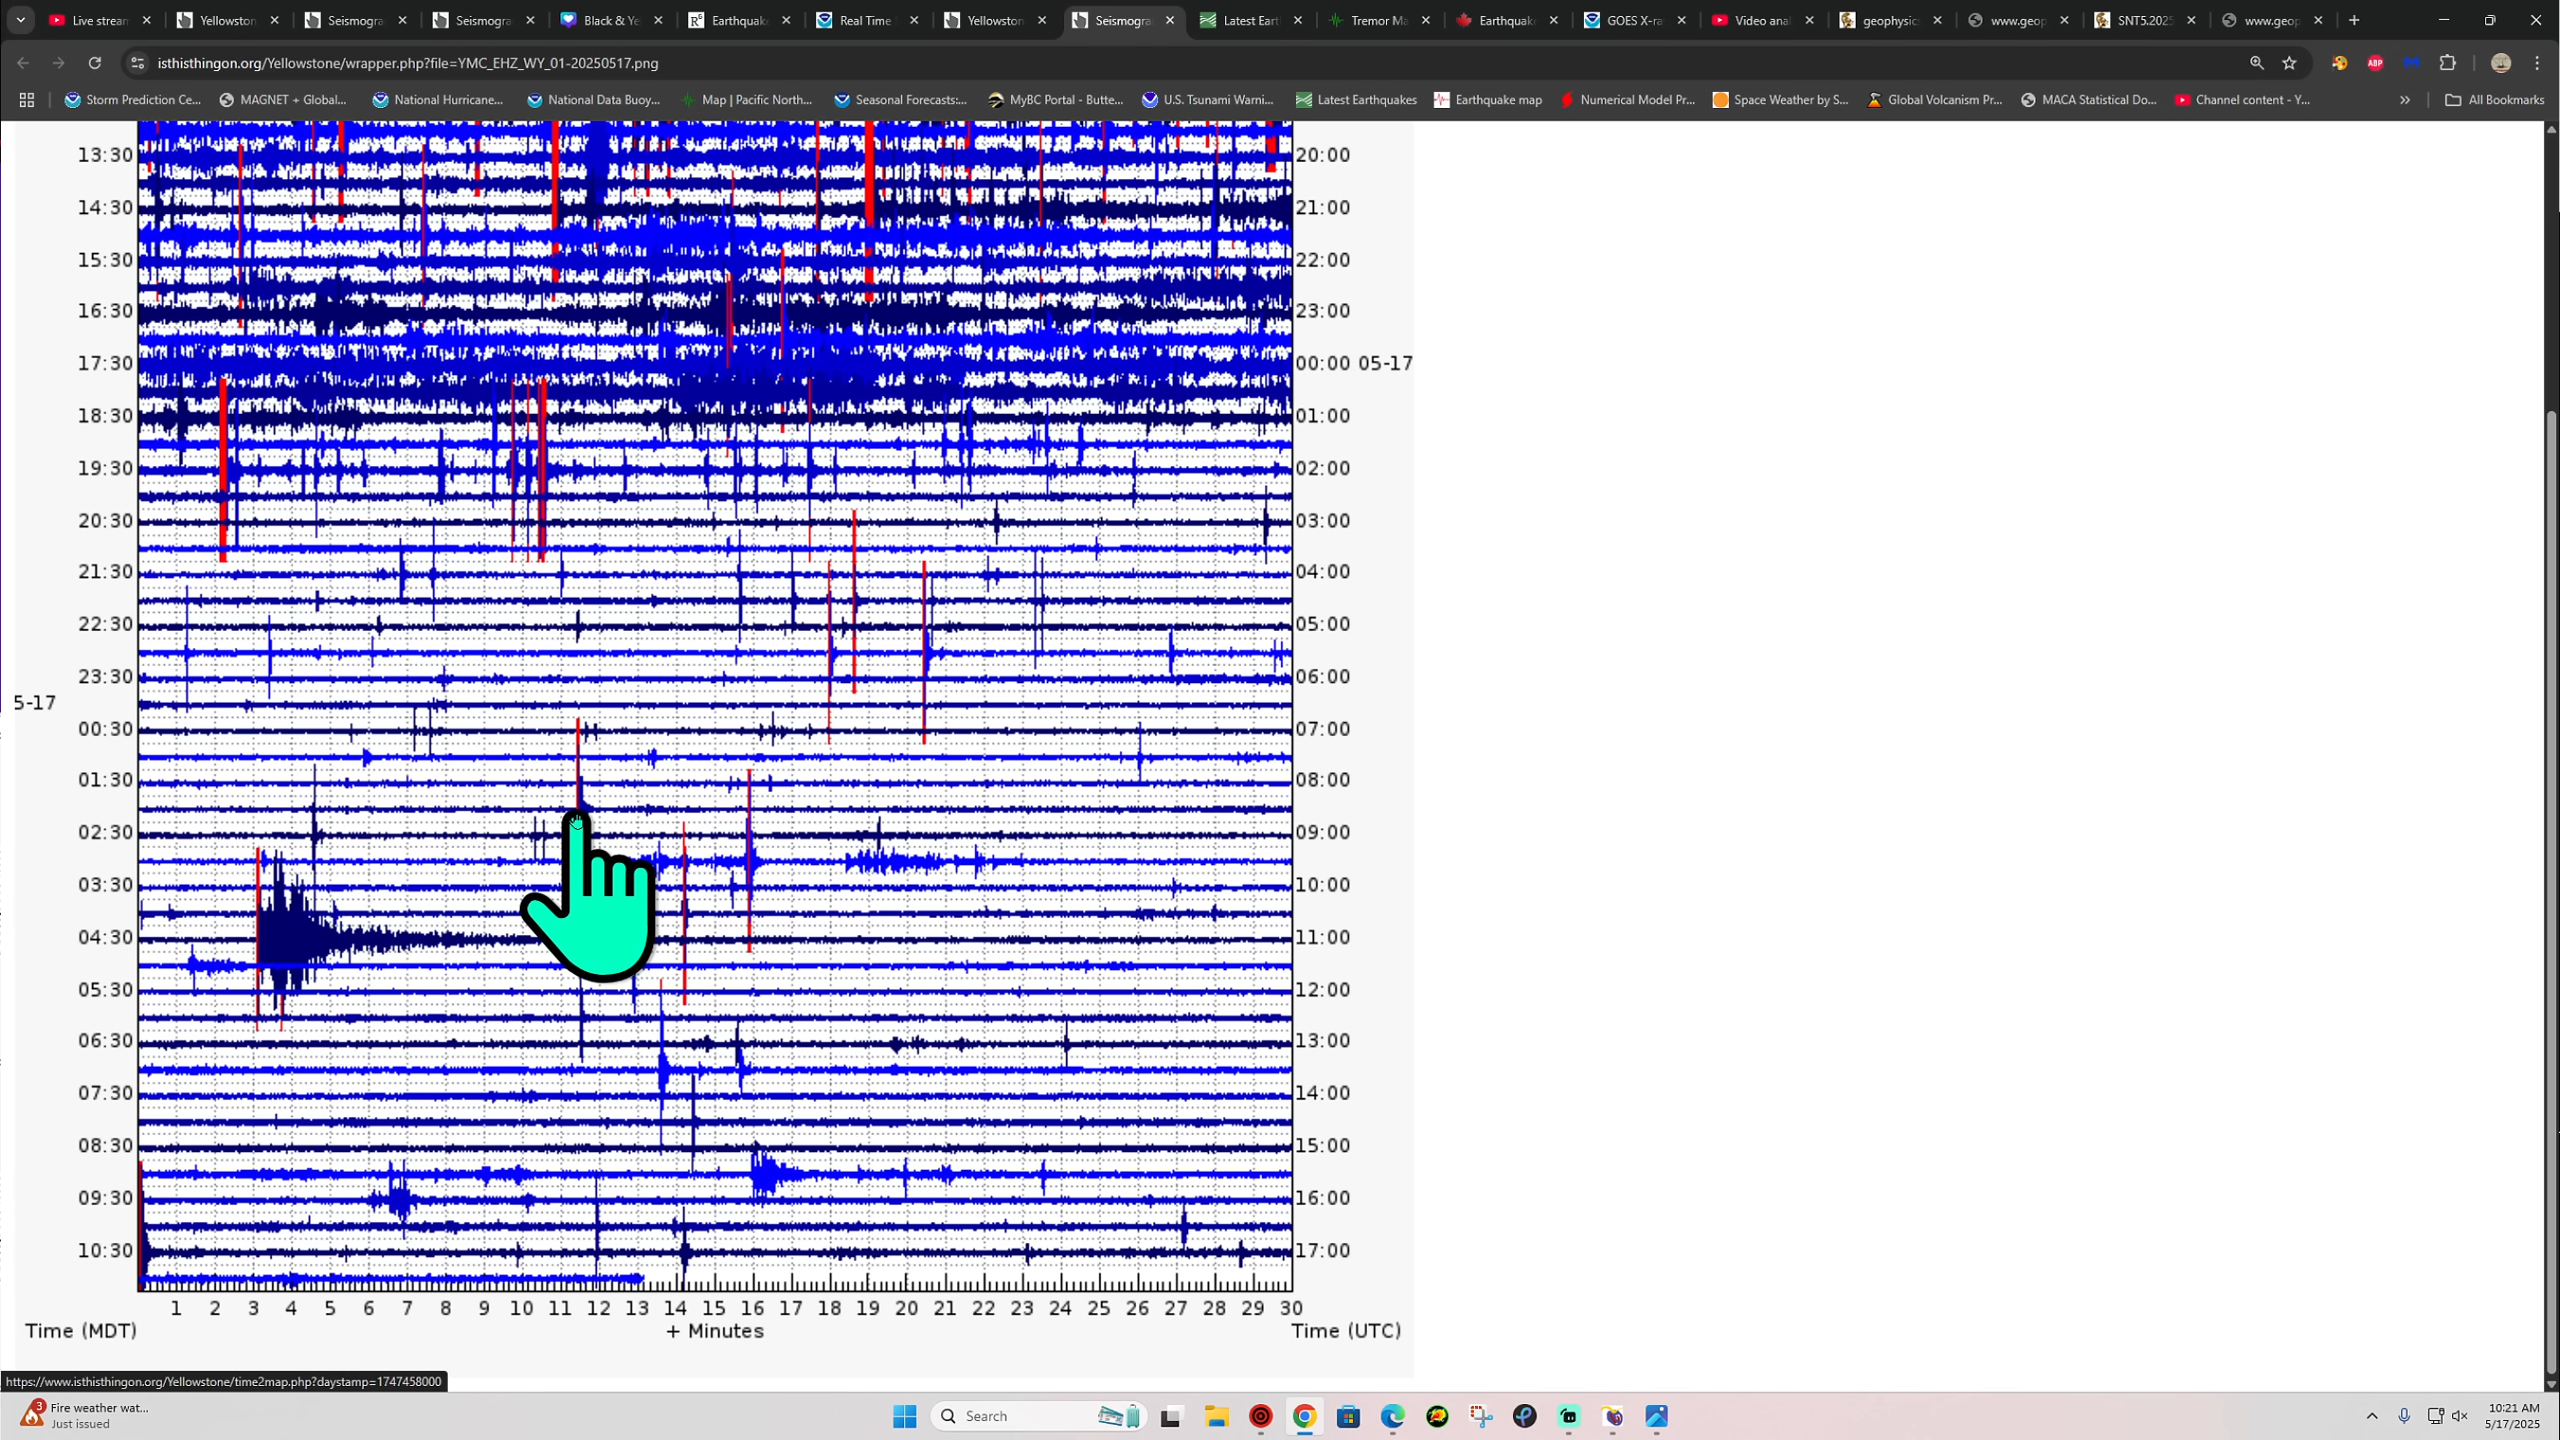 Live stream
Yellowston
Seismogra
Seismogra
Black & Ye
Earthquak
Real Time
Yellowston
Seismogra
Latest Eart
Tremor Ma
Earthquak
GOES X-ra
Video anal
geophysic
www.geop
SNT5.2025
www.geop
isthisthingon.org/Yellowstone/wrapper.php?file=YMC_EHZ_WY_01-20250517.png
Storm Prediction Ce...
MAGNET + Global...
National Hurricane...
National Data Buoy...
Map | Pacific North...
Seasonal Forecasts:...
MyBC Portal - Butte...
U.S. Tsunami Warni...
Latest Earthquakes
Earthquake map
Numerical Model Pr...
Space Weather by S...
Global Volcanism Pr...
MACA Statistical Do...
Channel content - Y...
All Bookmarks
13:30 20:00
14:30 21:00
15:30 22:00
16:30 23:00
17:30 00:00 05-17
18:30 01:00
19:30 02:00
20:30 03:00
21:30 04:00
22:30 05:00
23:30 06:00
5-17
00:30 07:00
01:30 08:00
02:30 09:00
03:30 10:00
04:30 11:00
05:30 12:00
06:30 13:00
07:30 14:00
08:30 15:00
09:30 16:00
10:30 17:00
1 2 3 4 5 6 7 8 9 10 11 12 13 14 15 16 17 18 19 20 21 22 23 24 25 26 27 28 29 30
Time (MDT) + Minutes Time (UTC)
https://www.isthisthingon.org/Yellowstone/time2map.php?daystamp=1747458000
3
Fire weather wat...
Just issued
Search
10:21 AM
5/17/2025